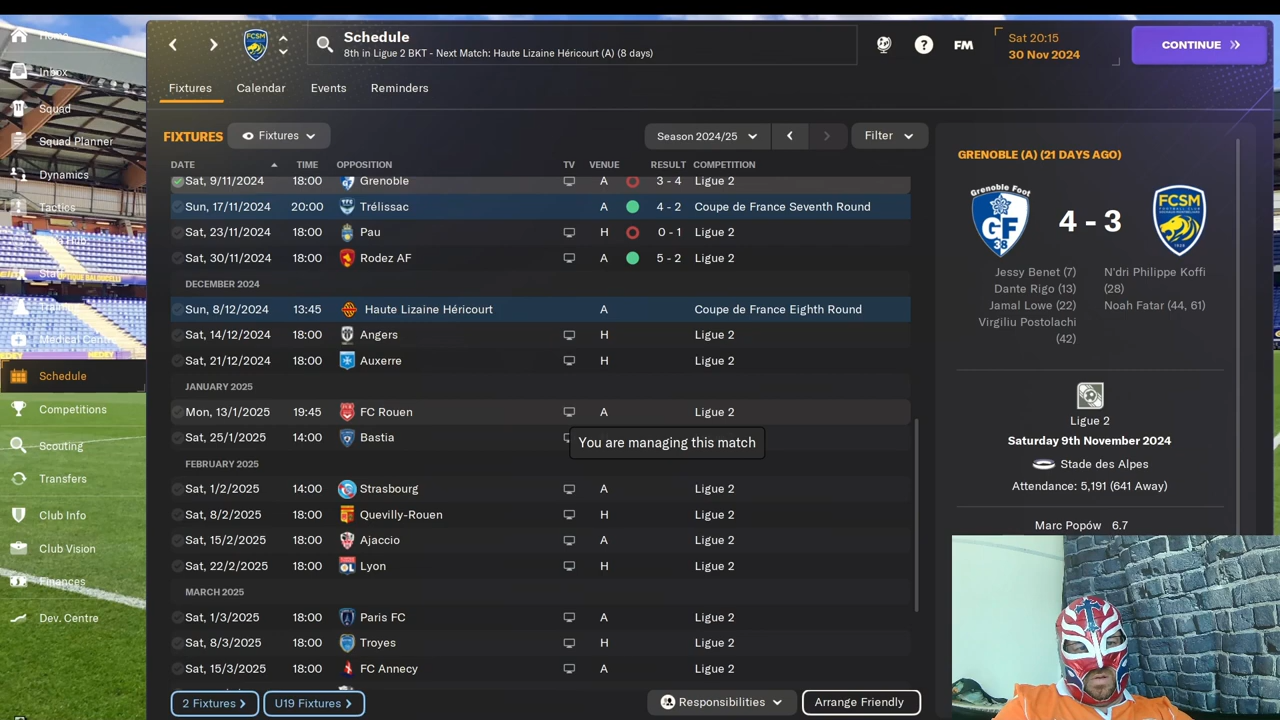 Home
Schedule
8th in Ligue 2 BKT - Next Match: Haute Lizaine Héricourt (A) (8 days)
FCSM
FM
Sat 20:15
30 Nov 2024
CONTINUE
Inbox
Squad
Squad Planner
Dynamics
Tactics
Medical Centre
Schedule
Competitions
Scouting
Transfers
Club Info
Club Vision
Finances
Dev. Centre
Fixtures Calendar Events Reminders
FIXTURES Fixtures Season 2024/25 Filter
DATE TIME OPPOSITION TV VENUE RESULT COMPETITION
Sat, 9/11/2024 18:00 Grenoble A 3 - 4 Ligue 2
Sun, 17/11/2024 Trélissac A 4 - 2 Coupe de France Seventh Round
Sat, 23/11/2024 18:00 Pau H 0 - 1 Ligue 2
Sat, 30/11/2024 18:00 Rodez AF A 5 - 2 Ligue 2
DECEMBER 2024
Sun, 8/12/2024 13:45 Haute Lizaine Héricourt A Coupe de France Eighth Round
Sat, 14/12/2024 18:00 Angers H Ligue 2
Sat, 21/12/2024 18:00 Auxerre H Ligue 2
JANUARY 2025
Mon, 13/1/2025 19:45 FC Rouen A Ligue 2
Sat, 25/1/2025 14:00 Bastia
You are managing this match
FEBRUARY 2025
Sat, 1/2/2025 14:00 Strasbourg A Ligue 2
Sat, 8/2/2025 18:00 Quevilly-Rouen H Ligue 2
Sat, 15/2/2025 18:00 Ajaccio A Ligue 2
Sat, 22/2/2025 18:00 Lyon H Ligue 2
MARCH 2025
Sat, 1/3/2025 18:00 Paris FC A Ligue 2
Sat, 8/3/2025 18:00 Troyes H Ligue 2
Sat, 15/3/2025 18:00 FC Annecy A Ligue 2
2 Fixtures U19 Fixtures Responsibilities Arrange Friendly
GRENOBLE (A) (21 DAYS AGO)
Grenoble Foot
GF
38
4 - 3
FCSM
Jessy Benet (7)
Dante Rigo (13)
Jamal Lowe (22)
Virgiliu Postolachi
(42)
N'dri Philippe Koffi
(28)
Noah Fatar (44, 61)
Ligue 2
Saturday 9th November 2024
Stade des Alpes
Attendance: 5,191 (641 Away)
Marc Popów 6.7